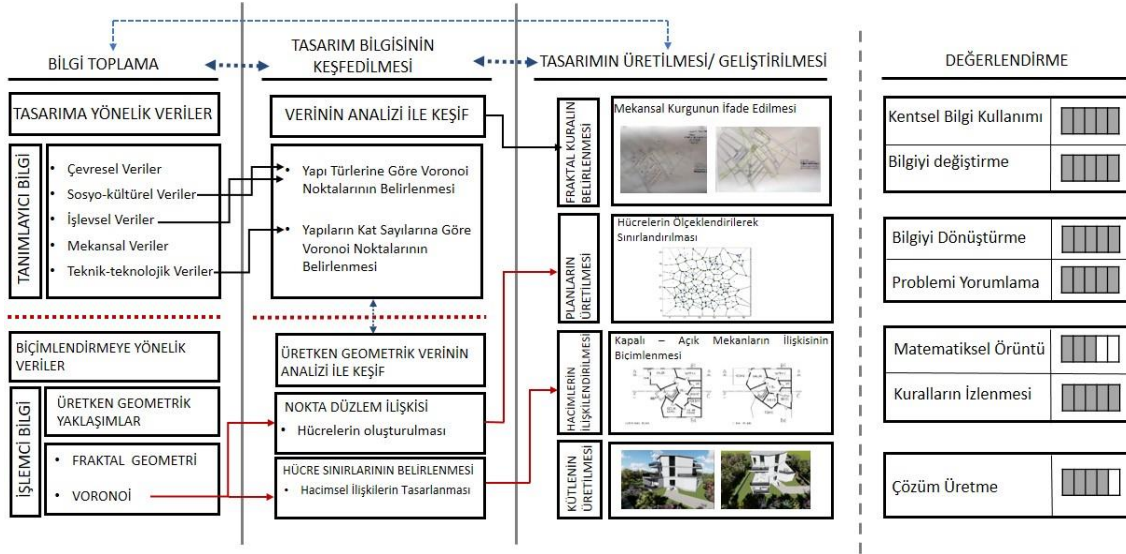 BİLGİ TOPLAMA
TASARIMA YÖNELİK VERİLER
TANIMLAYICI BİLGİ
• Çevresel Veriler
• Sosyo-kültürel Veriler
• İşlevsel Veriler
• Mekansal Veriler
• Teknik-teknolojik Veriler
BİÇİMLENDİRMEYE YÖNELİK
VERİLER
İŞLEMCİ BİLGİ
ÜRETKEN GEOMETRİK
YAKLAŞIMLAR
• FRAKTAL GEOMETRİ
• VORONOİ
TASARIM BİLGİSİNİN
KEŞFEDİLMESİ
VERİNİN ANALİZİ İLE KEŞİF
• Yapı Türlerine Göre Voronoi
Noktalarının Belirlenmesi
• Yapıların Kat Sayılarına Göre
Voronoi Noktalarının
Belirlenmesi
ÜRETKEN GEOMETRİK VERİNİN
ANALİZİ İLE KEŞİF
NOKTA DÜZLEM İLİŞKİSİ
• Hücrelerin oluşturulması
HÜCRE SINIRLARININ BELİRLENMESİ
• Hacimsel İlişkilerin Tasarlanması
TASARIMIN ÜRETİLMESİ/ GELİŞTİRİLMESİ
FRAKTAL KURALIN
BELİRLENMESİ
Mekansal Kurgunun İfade Edilmesi
PLANLARIN
ÜRETİLMESİ
Hücrelerin Ölçeklendirilerek
Sınırlandırılması
HACİMLERİN
İLİŞKİLENDİRİLMESİ
Kapalı – Açık Mekanların İlişkisinin
Biçimlenmesi
KÜTLENİN
ÜRETİLMESİ
DEĞERLENDİRME
Kentsel Bilgi Kullanımı
Bilgiyi değiştirme
Bilgiyi Dönüştürme
Problemi Yorumlama
Matematiksel Örüntü
Kuralların İzlenmesi
Çözüm Üretme